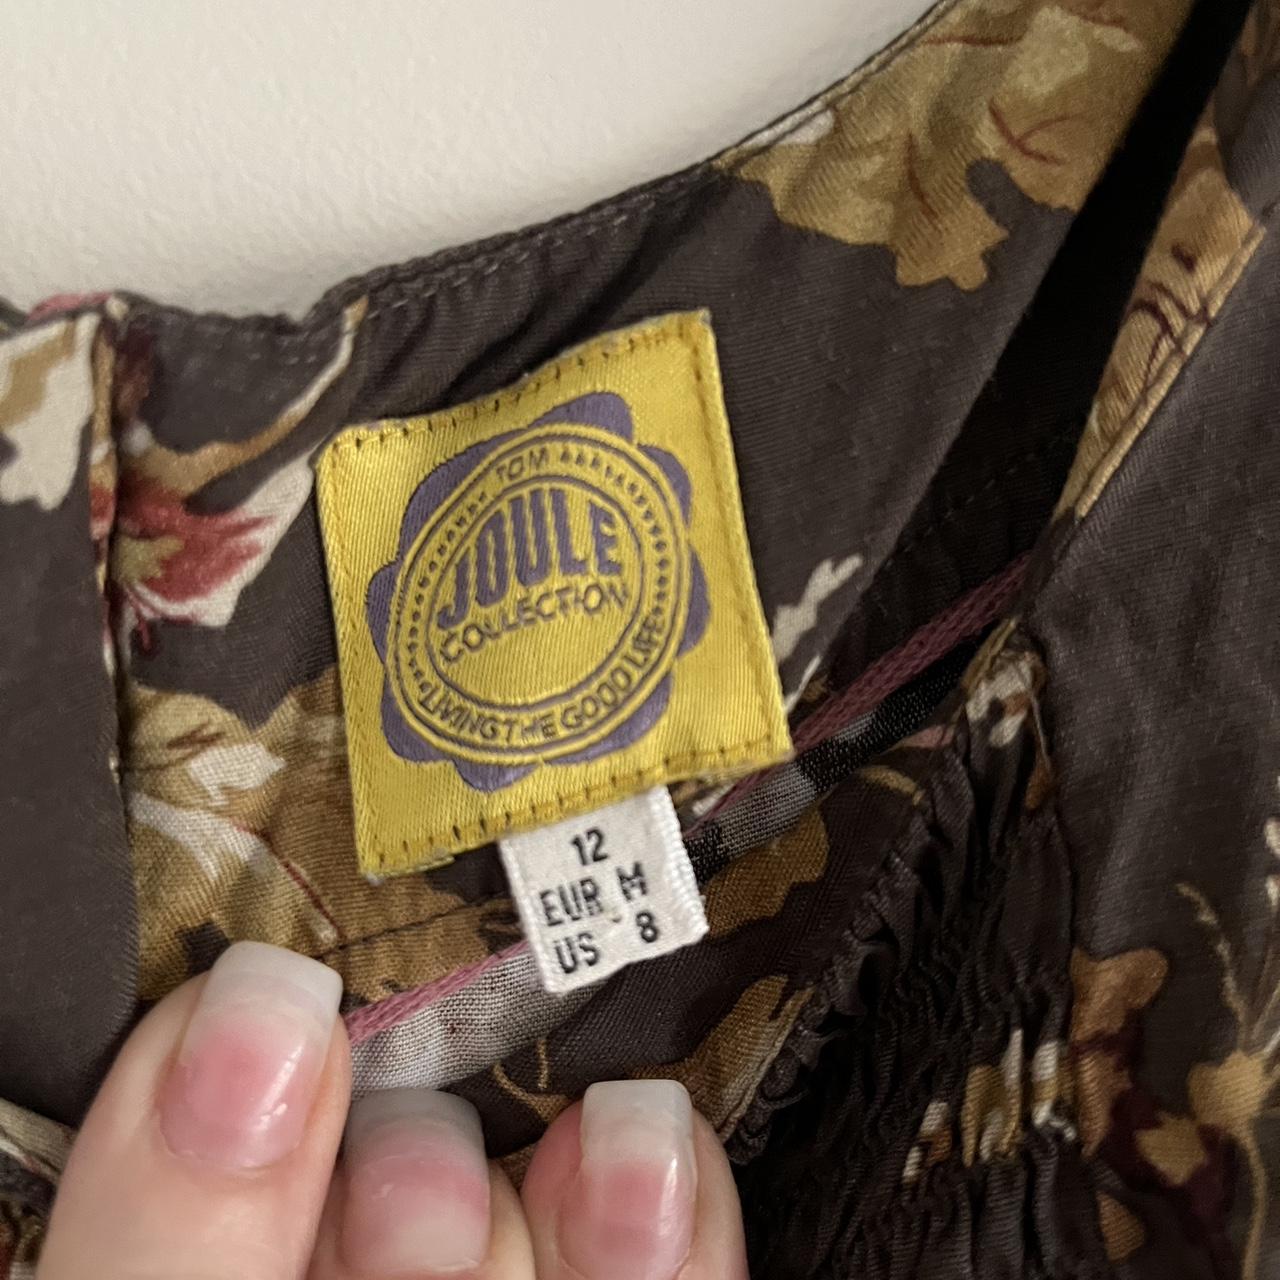 TOM
JOULE
COLLECTION
LIVING THE GOOD LIFE
12
EUR M
US 8